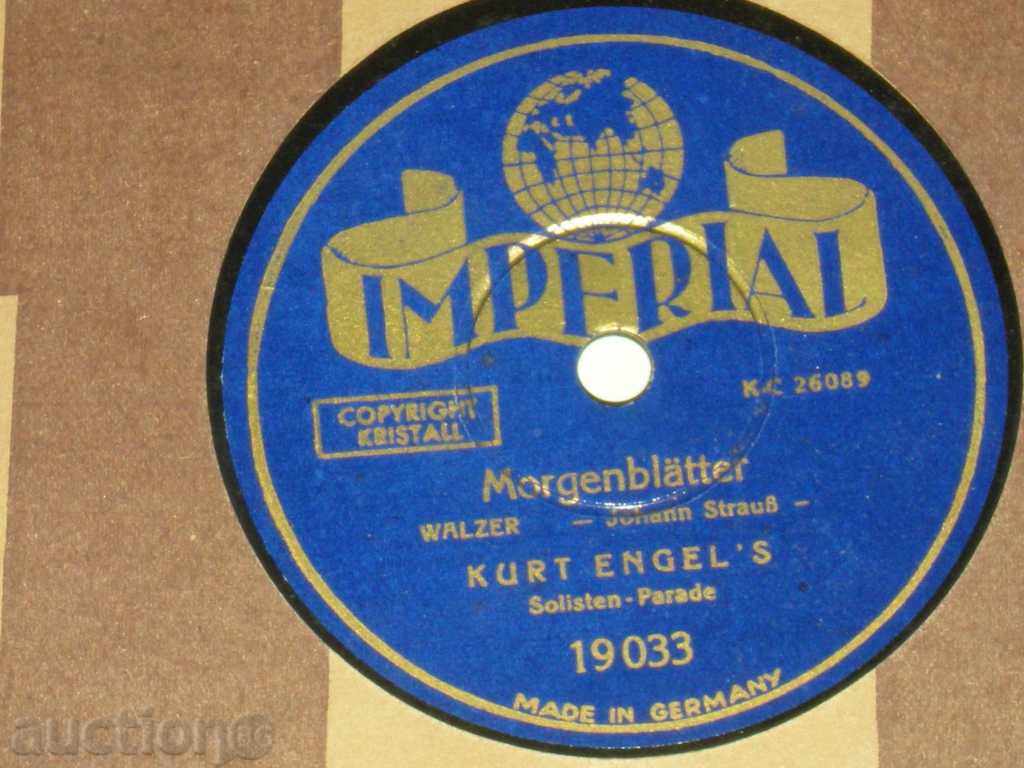 IMPERIAL
K-C 26089
COPYRIGHT
KRISTALL
Morgenblätter
WALZER – Johann Strauß –
KURT ENGEL'S
Solisten-Parade
19033
MADE IN GERMANY
auction